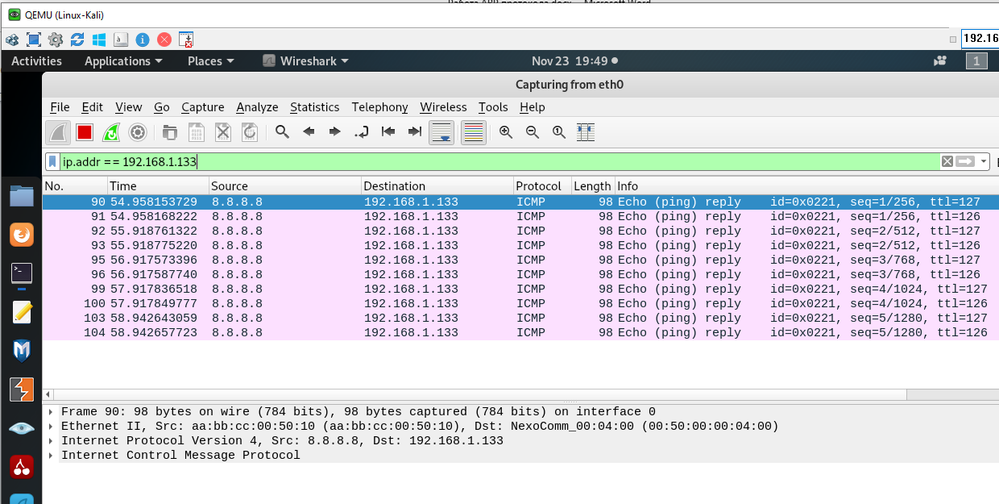 Работа ARP протокола.docx - Microsoft Word
QEMU (Linux-Kali)
192.16
Activities Applications Places Wireshark Nov 23 19:49 1
Capturing from eth0
File Edit View Go Capture Analyze Statistics Telephony Wireless Tools Help
ip.addr == 192.168.1.133
No. Time Source Destination Protocol Length Info
90 54.958153729 8.8.8.8 192.168.1.133 ICMP 98 Echo (ping) reply id=0x0221, seq=1/256, ttl=127
91 54.958168222 8.8.8.8 192.168.1.133 ICMP 98 Echo (ping) reply id=0x0221, seq=1/256, ttl=126
92 55.918761322 8.8.8.8 192.168.1.133 ICMP 98 Echo (ping) reply id=0x0221, seq=2/512, ttl=127
93 55.918775220 8.8.8.8 192.168.1.133 ICMP 98 Echo (ping) reply id=0x0221, seq=2/512, ttl=126
95 56.917573396 8.8.8.8 192.168.1.133 ICMP 98 Echo (ping) reply id=0x0221, seq=3/768, ttl=127
96 56.917587740 8.8.8.8 192.168.1.133 ICMP 98 Echo (ping) reply id=0x0221, seq=3/768, ttl=126
99 57.917836518 8.8.8.8 192.168.1.133 ICMP 98 Echo (ping) reply id=0x0221, seq=4/1024, ttl=127
100 57.917849777 8.8.8.8 192.168.1.133 ICMP 98 Echo (ping) reply id=0x0221, seq=4/1024, ttl=126
103 58.942643059 8.8.8.8 192.168.1.133 ICMP 98 Echo (ping) reply id=0x0221, seq=5/1280, ttl=127
104 58.942657723 8.8.8.8 192.168.1.133 ICMP 98 Echo (ping) reply id=0x0221, seq=5/1280, ttl=126
Frame 90: 98 bytes on wire (784 bits), 98 bytes captured (784 bits) on interface 0
Ethernet II, Src: aa:bb:cc:00:50:10 (aa:bb:cc:00:50:10), Dst: NexoComm_00:04:00 (00:50:00:00:04:00)
Internet Protocol Version 4, Src: 8.8.8.8, Dst: 192.168.1.133
Internet Control Message Protocol